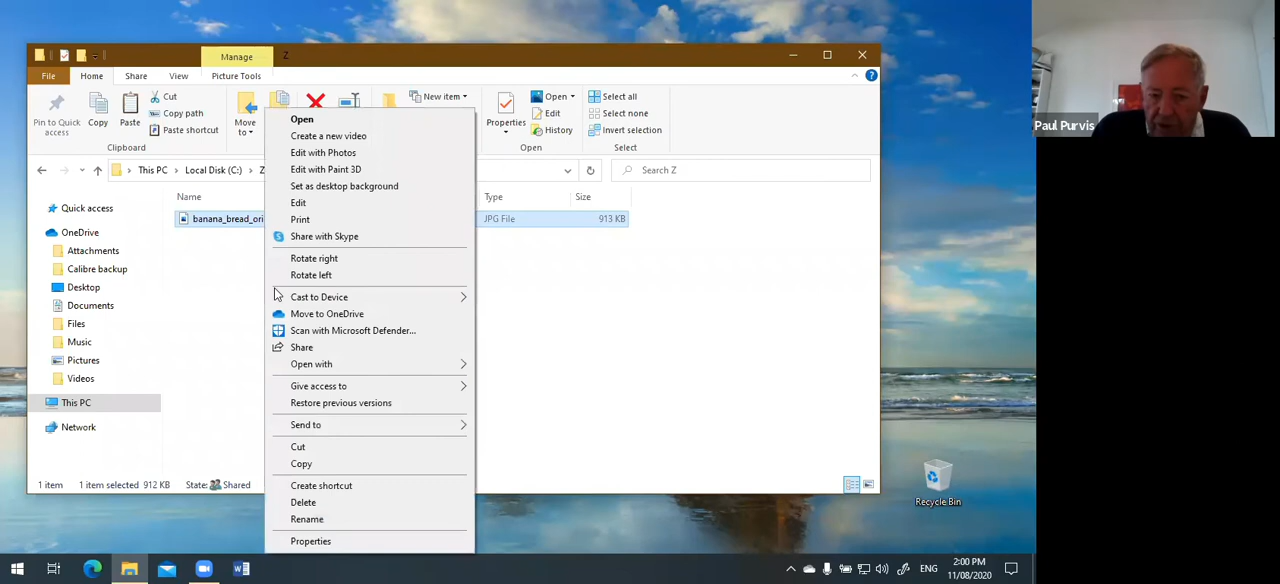 Manage
Z
File
Home
Share
View
Picture Tools
Pin to Quick
access
Copy
Paste
Cut
Copy path
Paste shortcut
Clipboard
Move
to
New item
Properties
Open
Edit
History
Open
Select all
Select none
Invert selection
Select
This PC
Local Disk (C:)
Z
Search Z
Quick access
OneDrive
Attachments
Calibre backup
Desktop
Documents
Files
Music
Pictures
Videos
This PC
Network
Name
Type
Size
banana_bread_ori
JPG File
913 KB
Open
Create a new video
Edit with Photos
Edit with Paint 3D
Set as desktop background
Edit
Print
Share with Skype
Rotate right
Rotate left
Cast to Device
Move to OneDrive
Scan with Microsoft Defender...
Share
Open with
Give access to
Restore previous versions
Send to
Cut
Copy
Create shortcut
Delete
Rename
Properties
1 item
1 item selected 912 KB
State: Shared
Recycle Bin
ENG
2:00 PM
11/08/2020
Paul Purvis